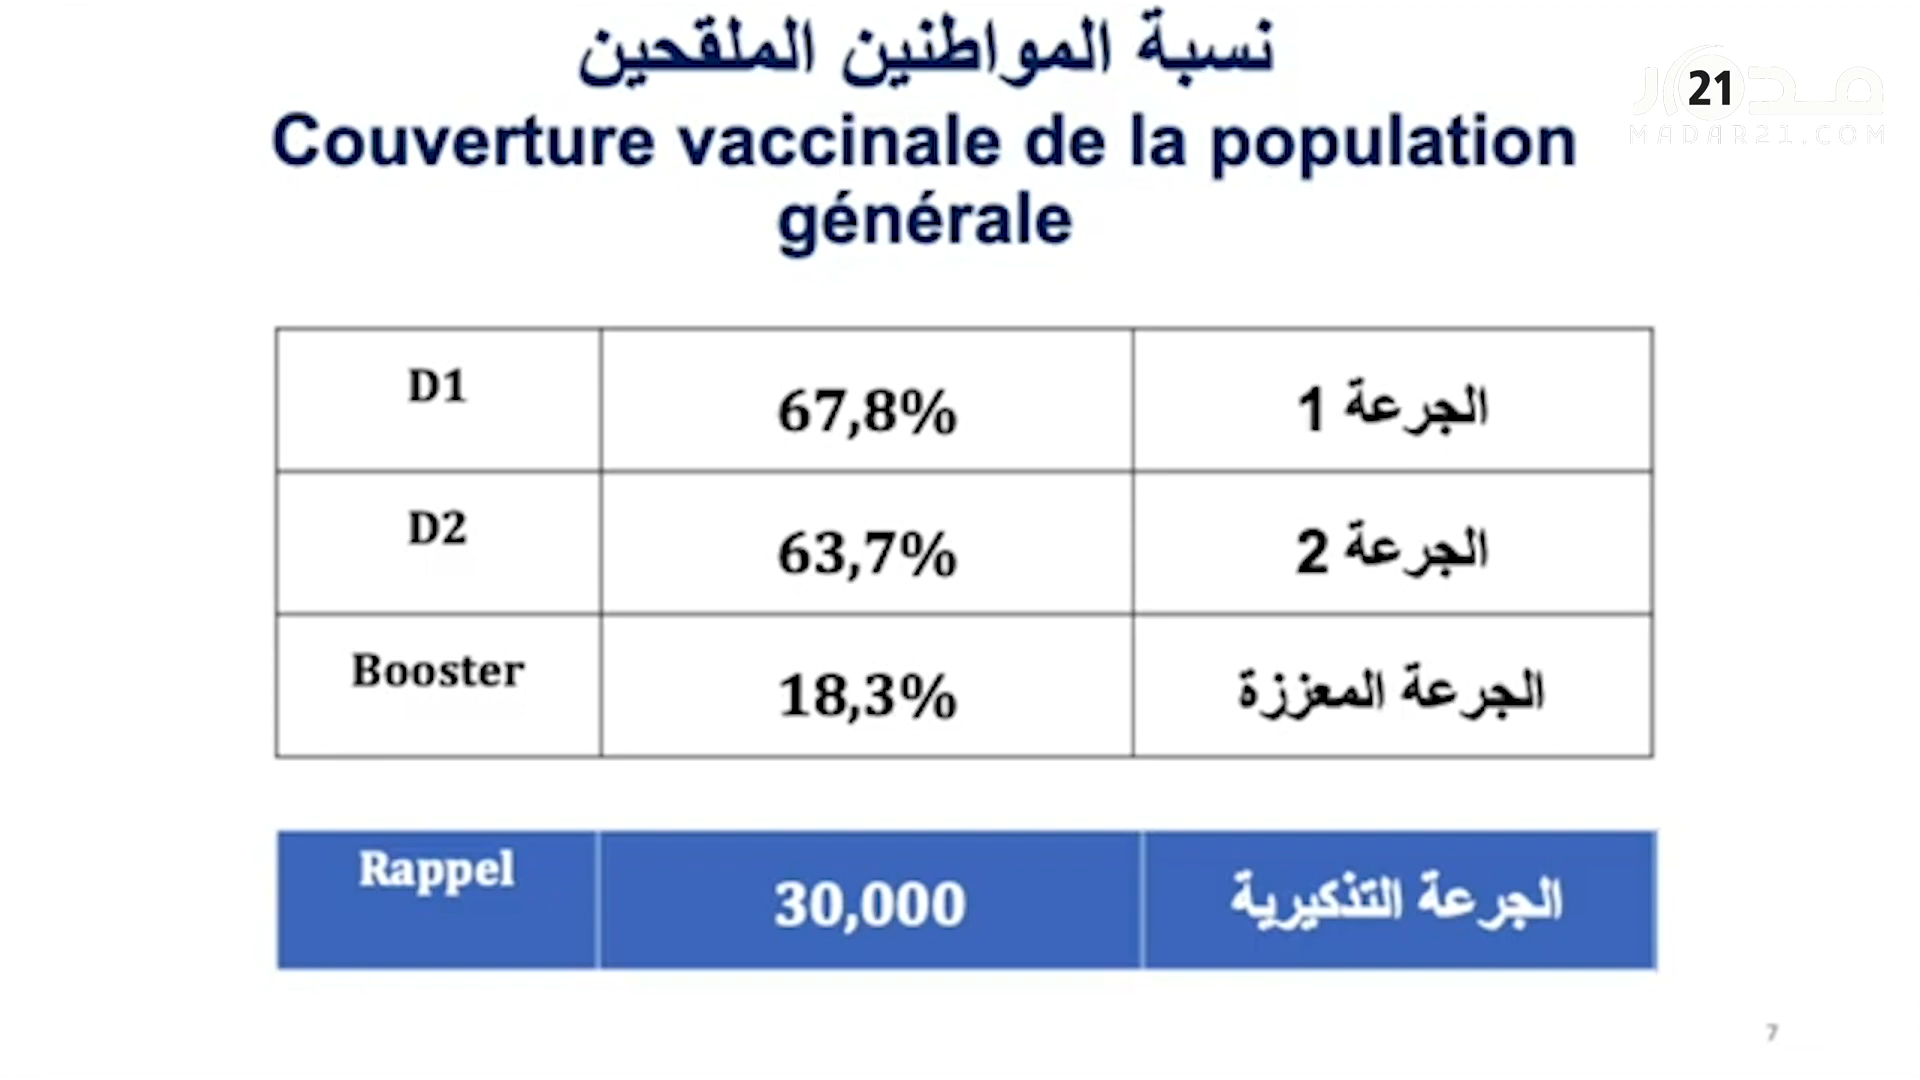 نسبة المواطنين الملقحين
Couverture vaccinale de la population
générale
مدار 21
MADAR21.COM
D1 67,8% الجرعة 1
D2 63,7% الجرعة 2
Booster 18,3% الجرعة المعززة
Rappel 30,000 الجرعة التذكيرية
7